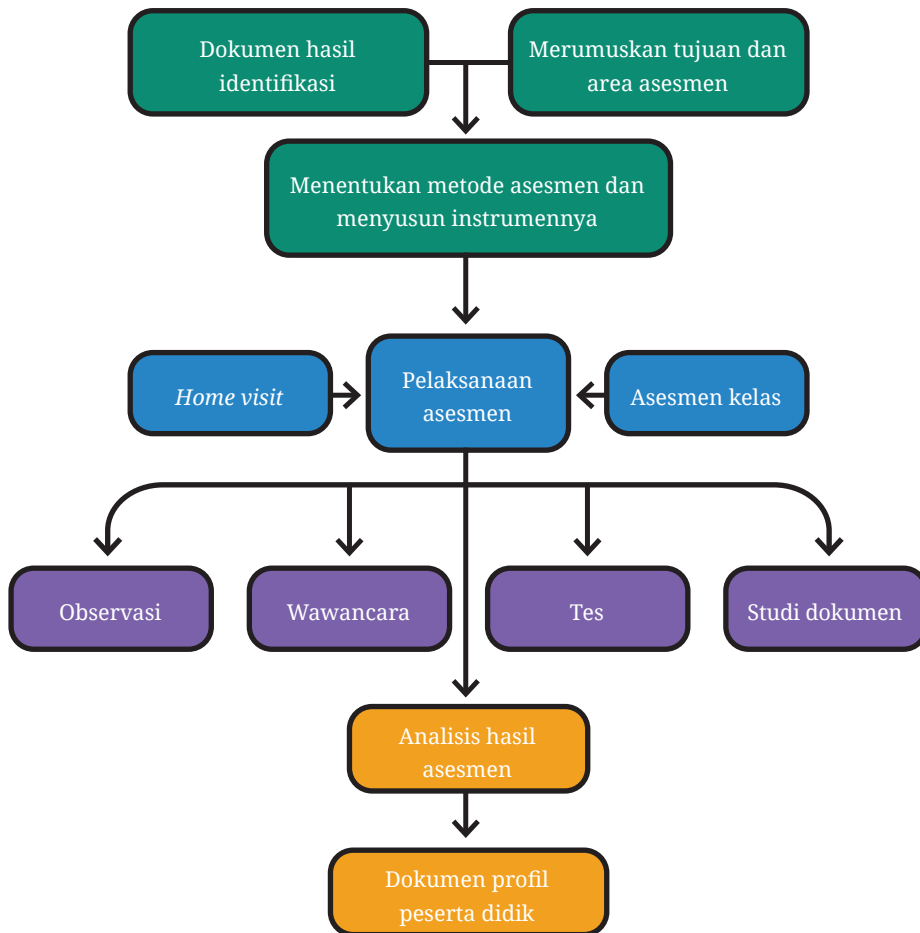 Dokumen hasil
identifikasi
Merumuskan tujuan dan
area asesmen
Menentukan metode asesmen dan
menyusun instrumennya
Home visit
Pelaksanaan
asesmen
Asesmen kelas
Observasi
Wawancara
Tes
Studi dokumen
Analisis hasil
asesmen
Dokumen profil
peserta didik